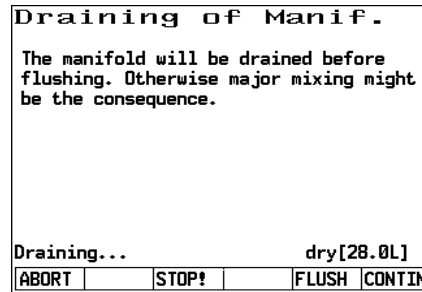 Draining of Manif.
The manifold will be drained before
flushing. Otherwise major mixing might
be the consequence.
Draining... dry[28.0L]
ABORT STOP! FLUSH CONTIN